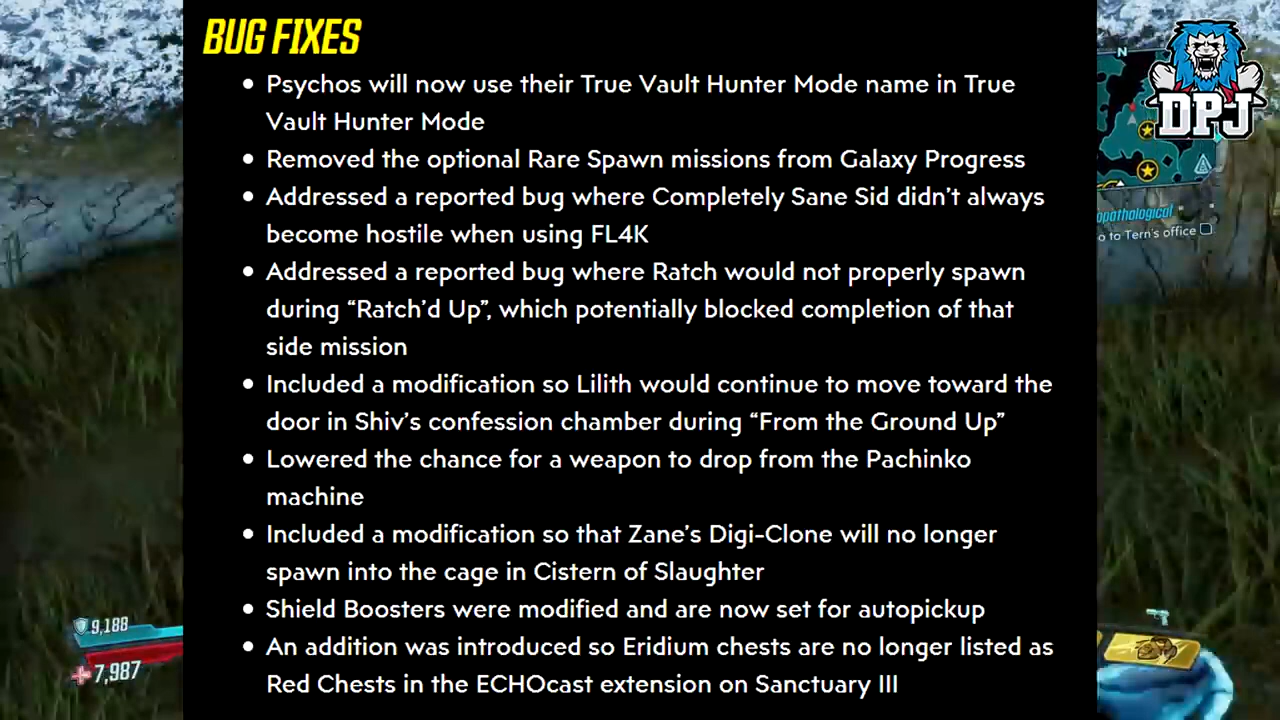 BUG FIXES
• Psychos will now use their True Vault Hunter Mode name in True
Vault Hunter Mode
• Removed the optional Rare Spawn missions from Galaxy Progress
• Addressed a reported bug where Completely Sane Sid didn’t always
become hostile when using FL4K
• Addressed a reported bug where Ratch would not properly spawn
during “Ratch’d Up”, which potentially blocked completion of that
side mission
• Included a modification so Lilith would continue to move toward the
door in Shiv’s confession chamber during “From the Ground Up”
• Lowered the chance for a weapon to drop from the Pachinko
machine
• Included a modification so that Zane’s Digi-Clone will no longer
spawn into the cage in Cistern of Slaughter
• Shield Boosters were modified and are now set for autopickup
• An addition was introduced so Eridium chests are no longer listed as
Red Chests in the ECHOcast extension on Sanctuary III
N
DPJ
opathological
o to Tern's office
9,188
7,987